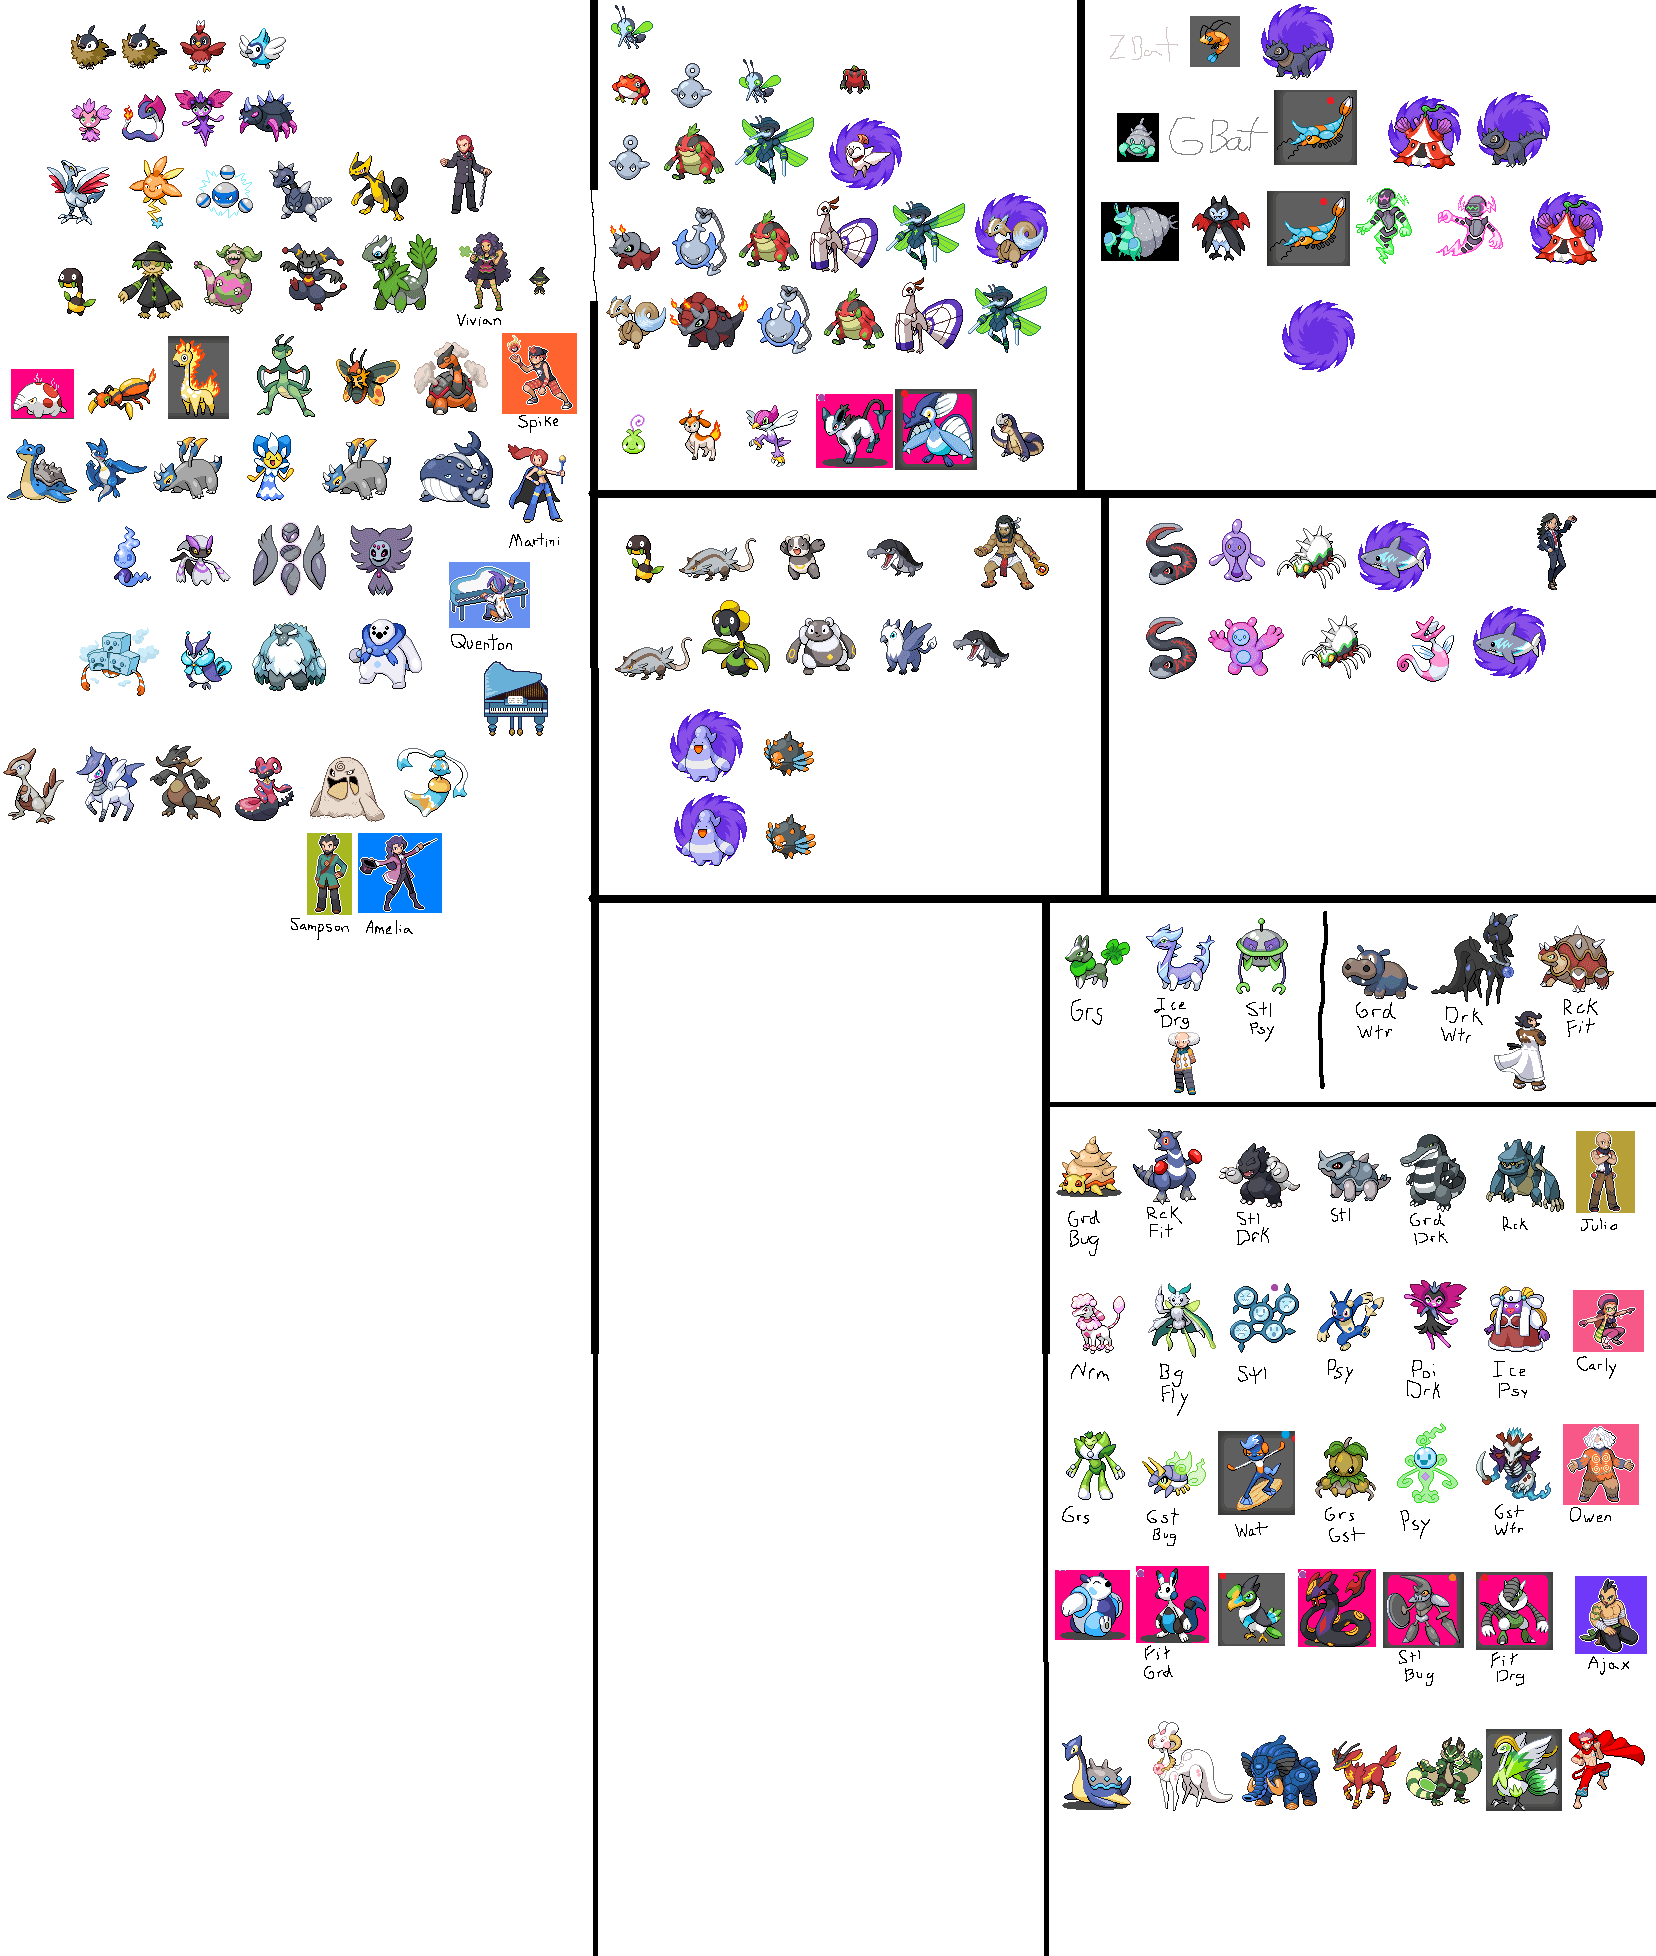 ZBat
GBat
Vivian
Spike
Martini
Quenton
Sampson Amelia
Grs
Ice
Drg
Stl
Psy
Grd
Wtr
Drk
Wtr
Rck
Fit
Grd
Bug
Rck
Fit
Stl
Drk
Stl
Grd
Drk
Rck
Julio
Nrm
Bg
Fly
Styl
Psy
Poi
Drk
Ice
Psy
Carly
Grs
Gst
Bug
Wat
Grs
Gst
Psy
Gst
Wtr
Owen
Fit
Grd
Stl
Bug
Fit
Drg
Ajax